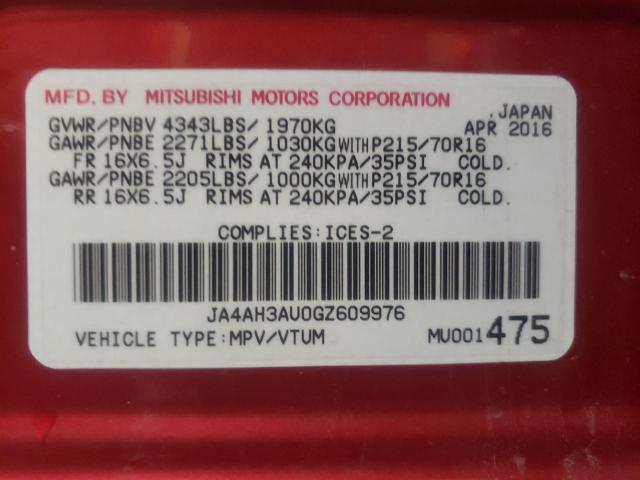 MFD. BY MITSUBISHI MOTORS CORPORATION
JAPAN
GVWR/PNBV 4343LBS/ 1970KG APR 2016
GAWR/PNBE 2271LBS/ 1030KG WITH P215/70R16
FR 16X6.5J RIMS AT 240KPA/35PSI COLD.
GAWR/PNBE 2205LBS/ 1000KG WITH P215/70R16
RR 16X6.5J RIMS AT 240KPA/35PSI COLD.
COMPLIES:ICES-2
JA4AH3AU0GZ609976
VEHICLE TYPE:MPV/VTUM MU001475